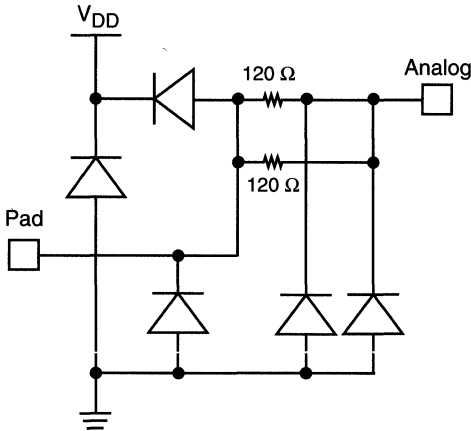 VDD
120 Ω
Analog
120 Ω
Pad